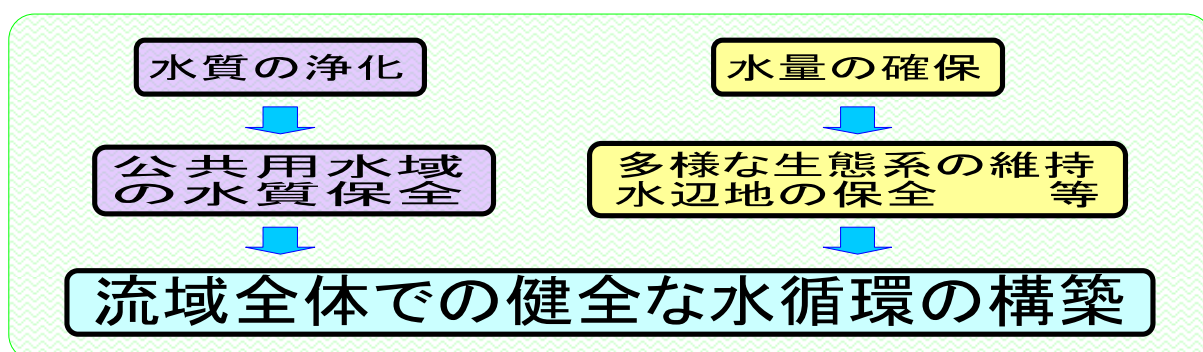 水質の浄化
水量の確保
公共用水域
の水質保全
多様な生態系の維持
水辺地の保全　　等
流域全体での健全な水循環の構築